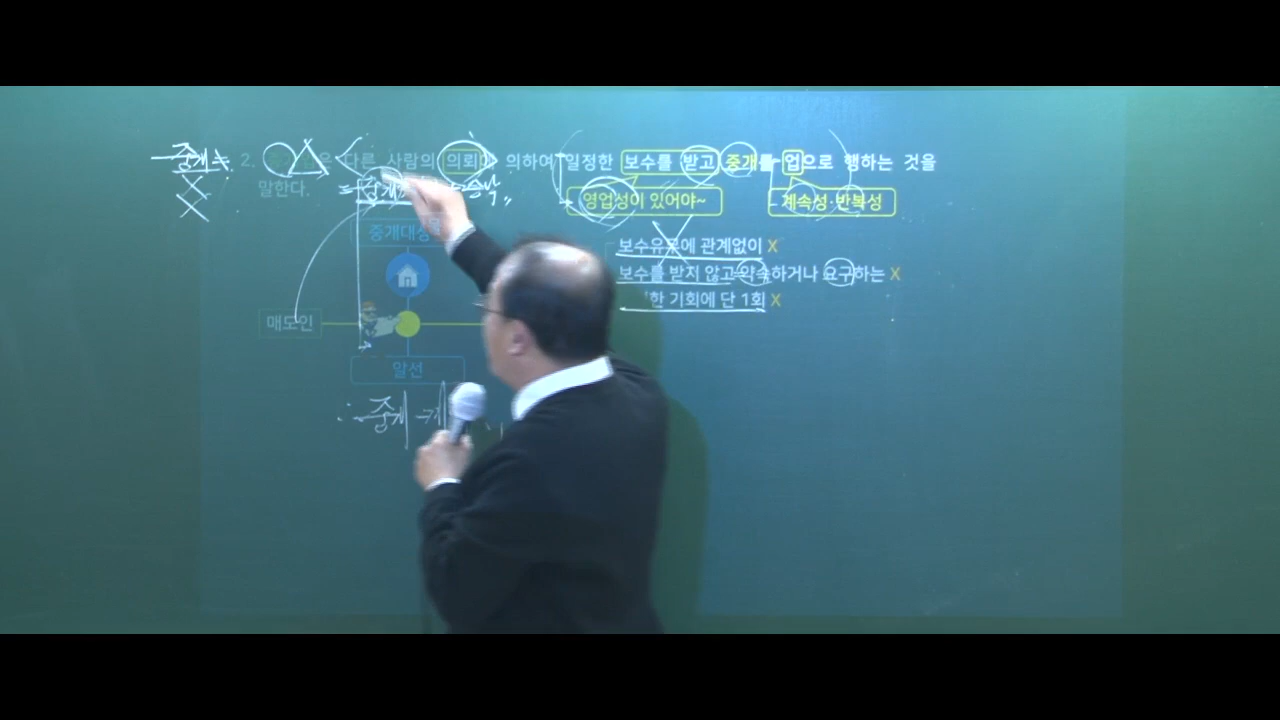 중개는
2. 은 다른 사람의 의뢰에 의하여 일정한 보수를 받고 중개를 업으로 행하는 것을
말한다.
영업성이 있어야~
계속성·반복성
중개대상
보수유무에 관계없이 X
보수를 받지 않고 약속하거나 요구하는 X
한 기회에 단 1회 X
매도인
알선
∴ 중개